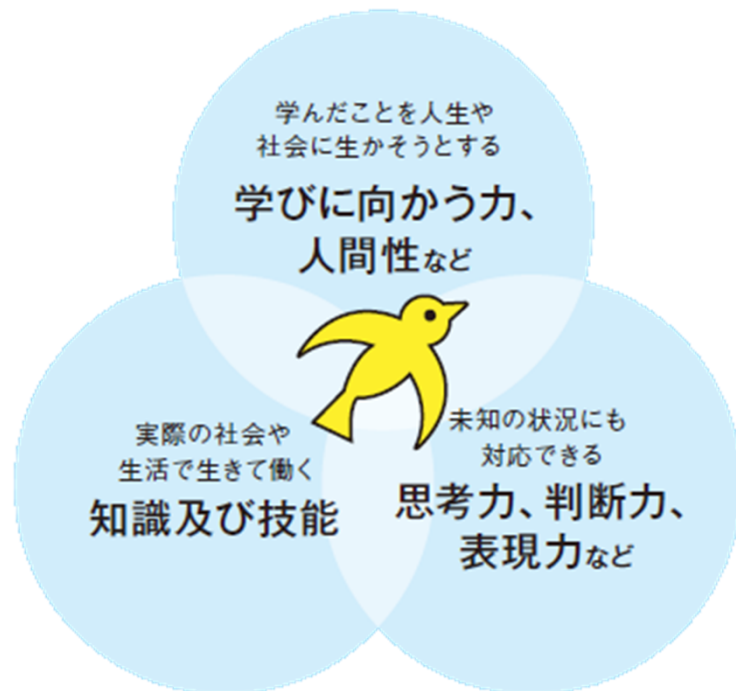 学んだことを人生や
社会に生かそうとする
学びに向かう力、
人間性など
実際の社会や
生活で生きて働く
知識及び技能
未知の状況にも
対応できる
思考力、判断力、
表現力など